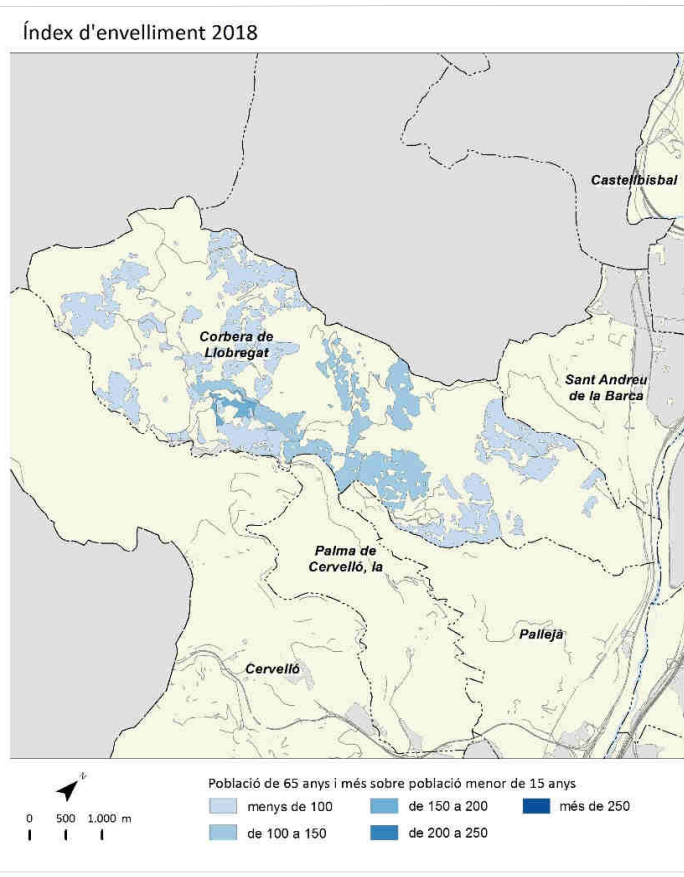 Índex d'envelliment 2018
Castellbisbal
Corbera de
Llobregat
Sant Andreu
de la Barca
Palma de
Cervelló, la
Pallejà
Cervelló
N
Població de 65 anys i més sobre població menor de 15 anys
menys de 100
de 150 a 200
més de 250
0 500 1.000 m
de 100 a 150
de 200 a 250